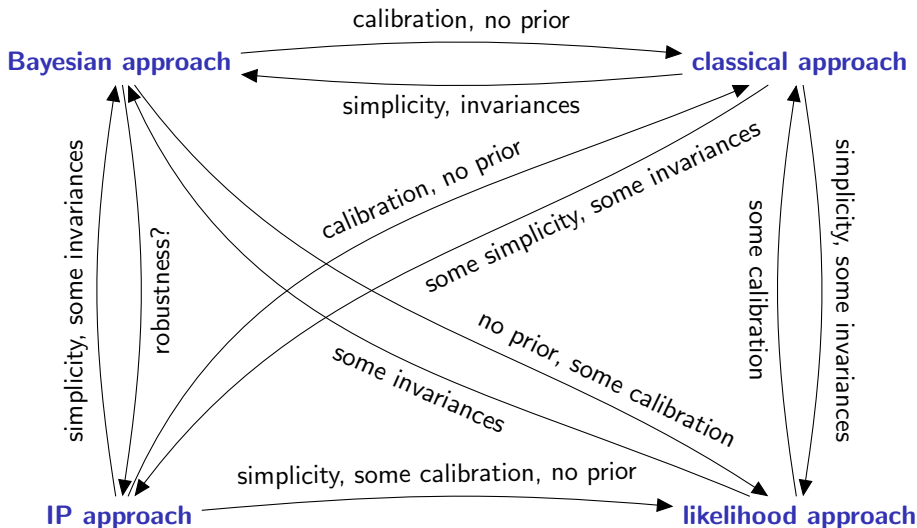 calibration, no prior
Bayesian approach
classical approach
simplicity, invariances
calibration, no prior
some simplicity, some invariances
simplicity, some invariances
robustness?
some calibration
simplicity, some invariances
no prior, some calibration
some invariances
simplicity, some calibration, no prior
IP approach
likelihood approach